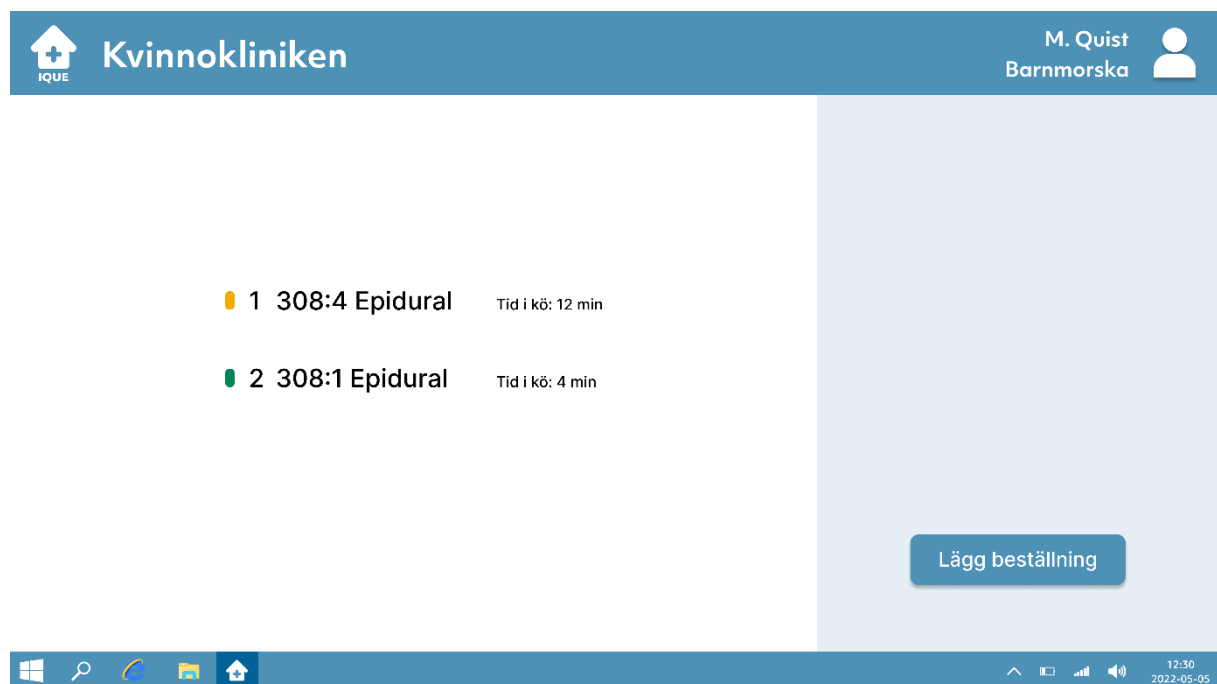 IQUE
Kvinnokliniken
M. Quist
Barnmorska
1 308:4 Epidural Tid i kö: 12 min
2 308:1 Epidural Tid i kö: 4 min
Lägg beställning
12:30
2022-05-05